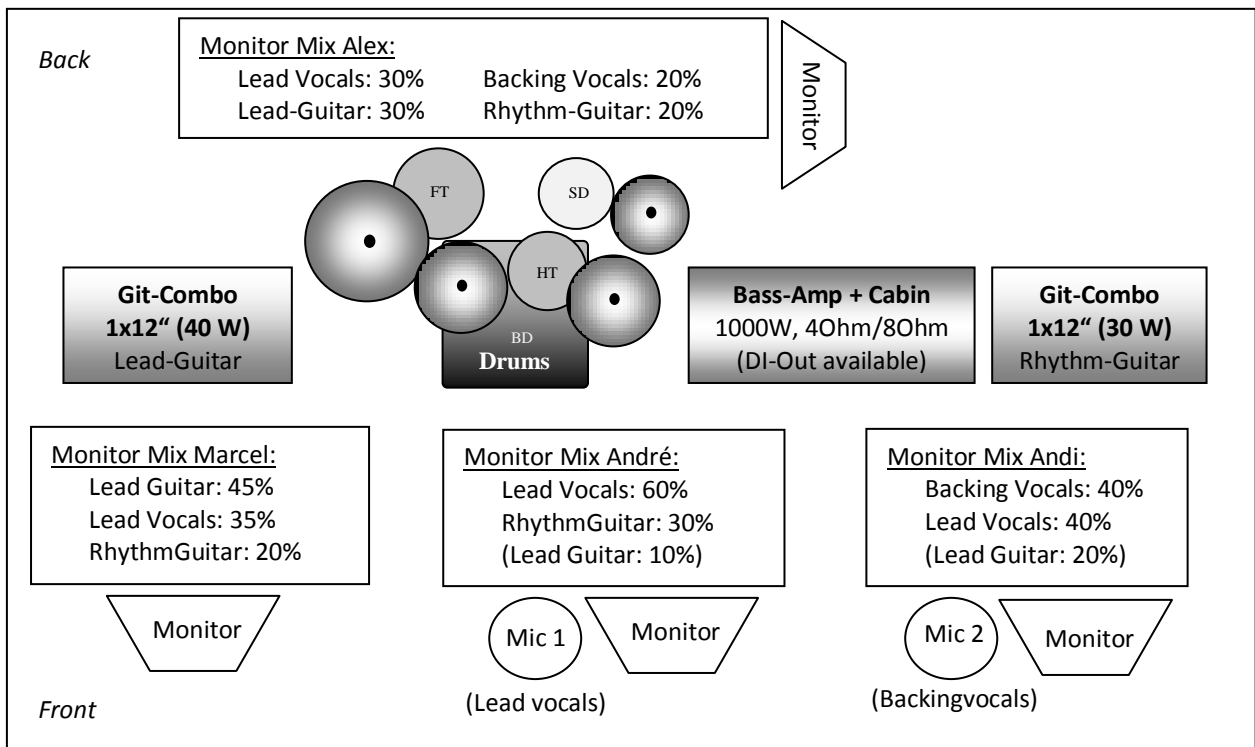 Back
Monitor Mix Alex:
Lead Vocals: 30% Backing Vocals: 20%
Lead-Guitar: 30% Rhythm-Guitar: 20%
Monitor
FT
SD
HT
BD
Drums
Git-Combo
1x12“ (40 W)
Lead-Guitar
Bass-Amp + Cabin
1000W, 4Ohm/8Ohm
(DI-Out available)
Git-Combo
1x12“ (30 W)
Rhythm-Guitar
Monitor Mix Marcel:
Lead Guitar: 45%
Lead Vocals: 35%
RhythmGuitar: 20%
Monitor
Monitor Mix André:
Lead Vocals: 60%
RhythmGuitar: 30%
(Lead Guitar: 10%)
Mic 1
Monitor
(Lead vocals)
Monitor Mix Andi:
Backing Vocals: 40%
Lead Vocals: 40%
(Lead Guitar: 20%)
Mic 2
Monitor
(Backingvocals)
Front